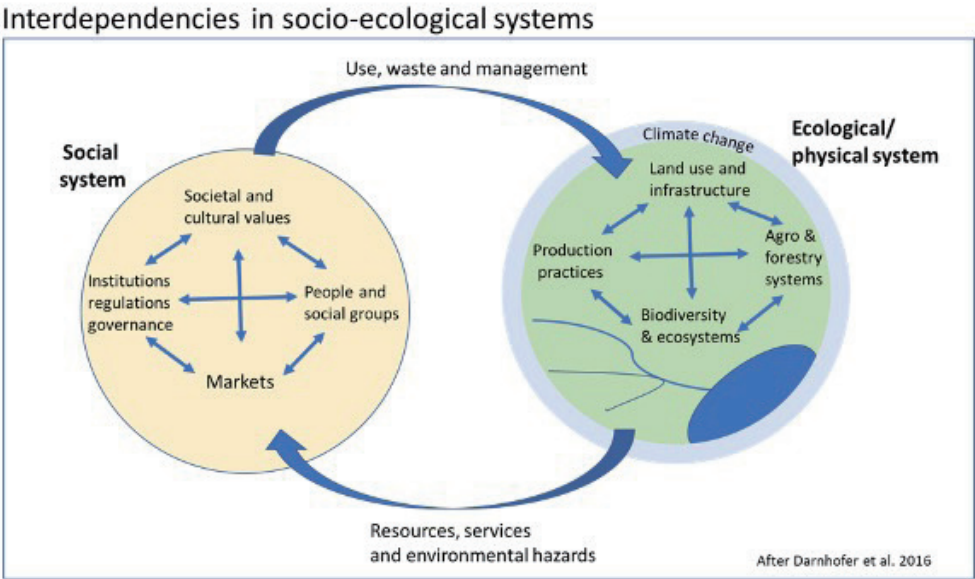 Interdependencies in socio-ecological systems
Use, waste and management
Social
system
Societal and
cultural values
Institutions
regulations
governance
People and
social groups
Markets
Ecological/
physical system
Climate change
Land use and
infrastructure
Production
practices
Agro &
forestry
systems
Biodiversity
& ecosystems
Resources, services
and environmental hazards
After Darnhofer et al. 2016